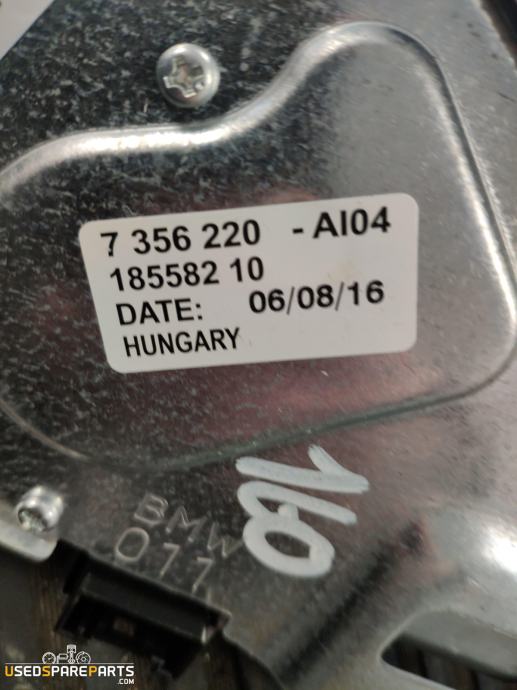 7 356 220 - AI04
185582 10
DATE: 06/08/16
HUNGARY
BMW
011
USEDSPAREPARTS
.COM